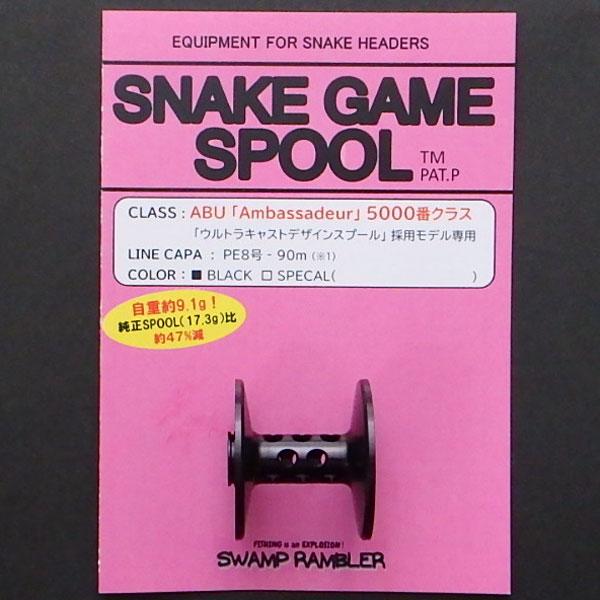 EQUIPMENT FOR SNAKE HEADERS
SNAKE GAME
SPOOL TM
PAT.P
CLASS : ABU「Ambassadeur」5000番クラス
「ウルトラキャストデザインスプール」採用モデル専用
LINE CAPA : PE8号 - 90m (※1)
COLOR : ■ BLACK □ SPECAL( )
自重約9.1g!
純正SPOOL(17.3g)比
約47%減
FISHING is an EXPLOSION!
SWAMP RAMBLER